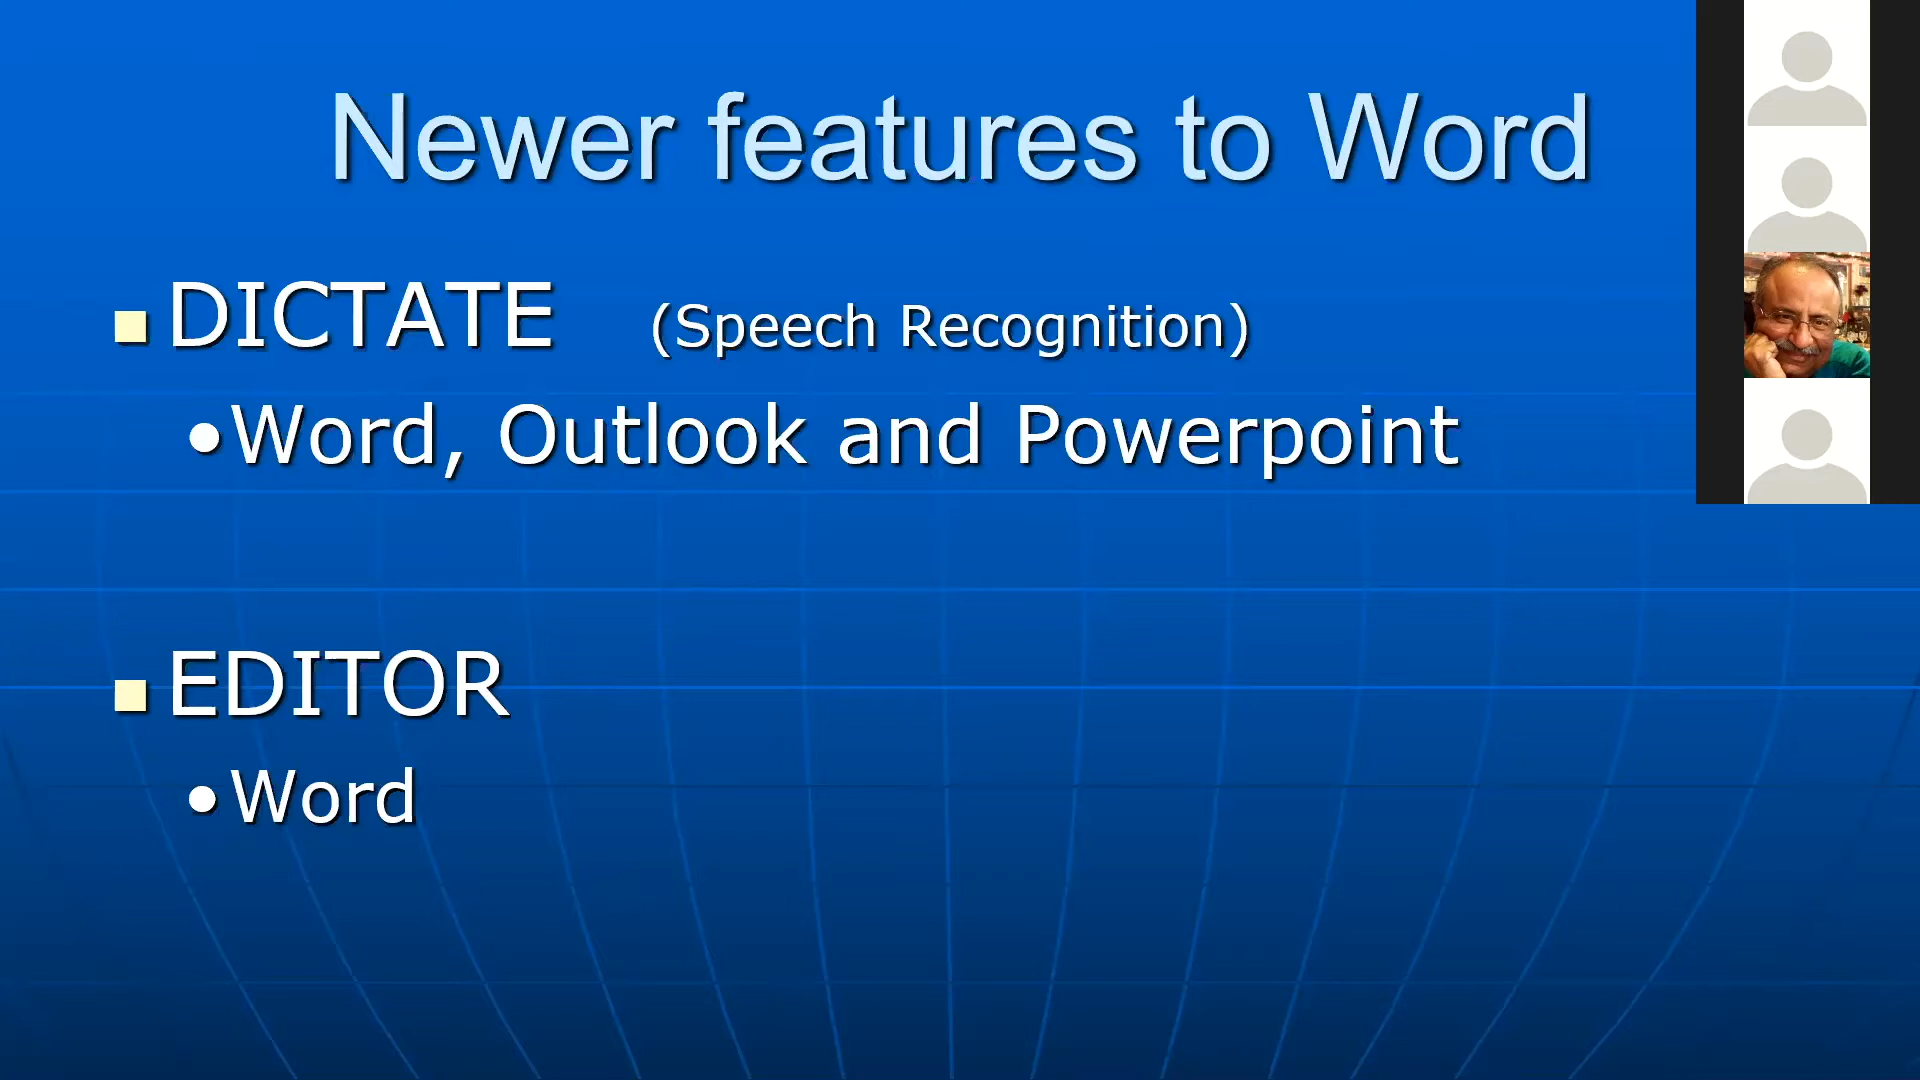 Newer features to Word
DICTATE (Speech Recognition)
Word, Outlook and Powerpoint
EDITOR
Word